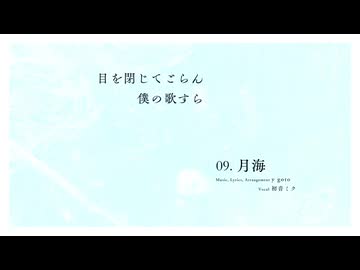 目を閉じてごらん
僕の歌すら
09. 月海
Music, Lyrics, Arrangement y goto
Vocal 初音ミク